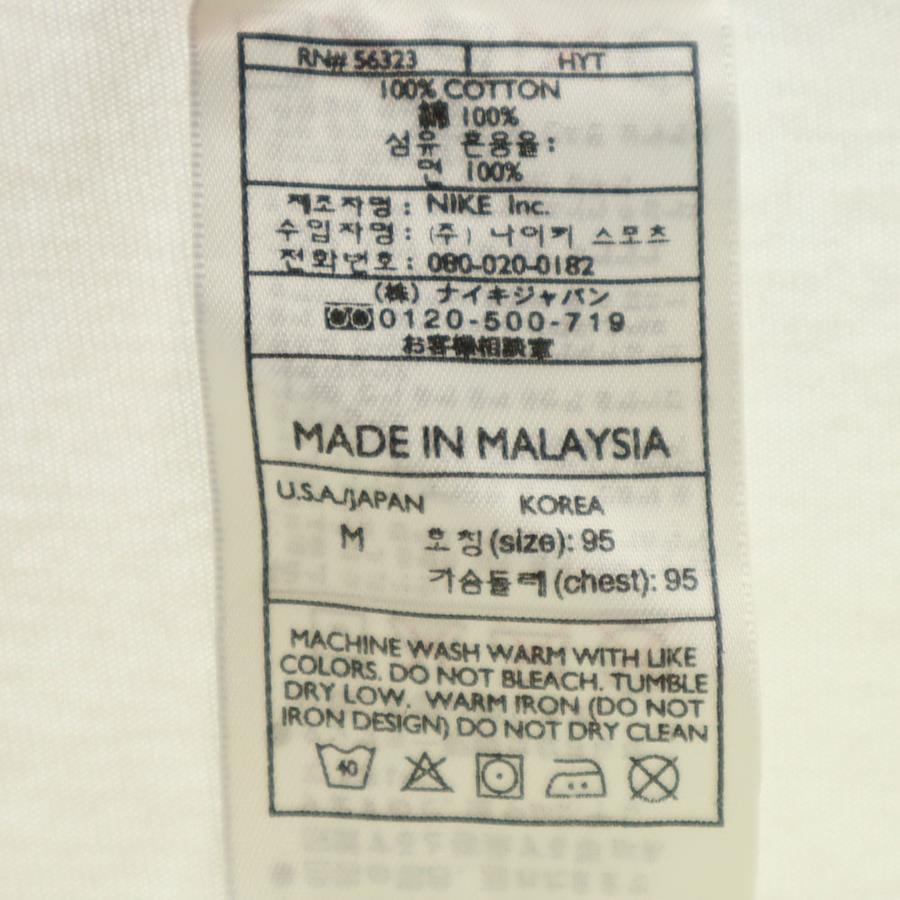 RN# 56323 HYT
100% COTTON
綿 100%
섬유 혼용율:
면 100%
제조자명: NIKE Inc.
수입자명: (주) 나이키 스포츠
전화번호: 080-020-0182
(株) ナイキジャパン
0120-500-719
お客様相談室
MADE IN MALAYSIA
U.S.A./JAPAN KOREA
M 호칭(size): 95
가슴둘레(chest): 95
MACHINE WASH WARM WITH LIKE
COLORS. DO NOT BLEACH. TUMBLE
DRY LOW. WARM IRON (DO NOT
IRON DESIGN) DO NOT DRY CLEAN
40